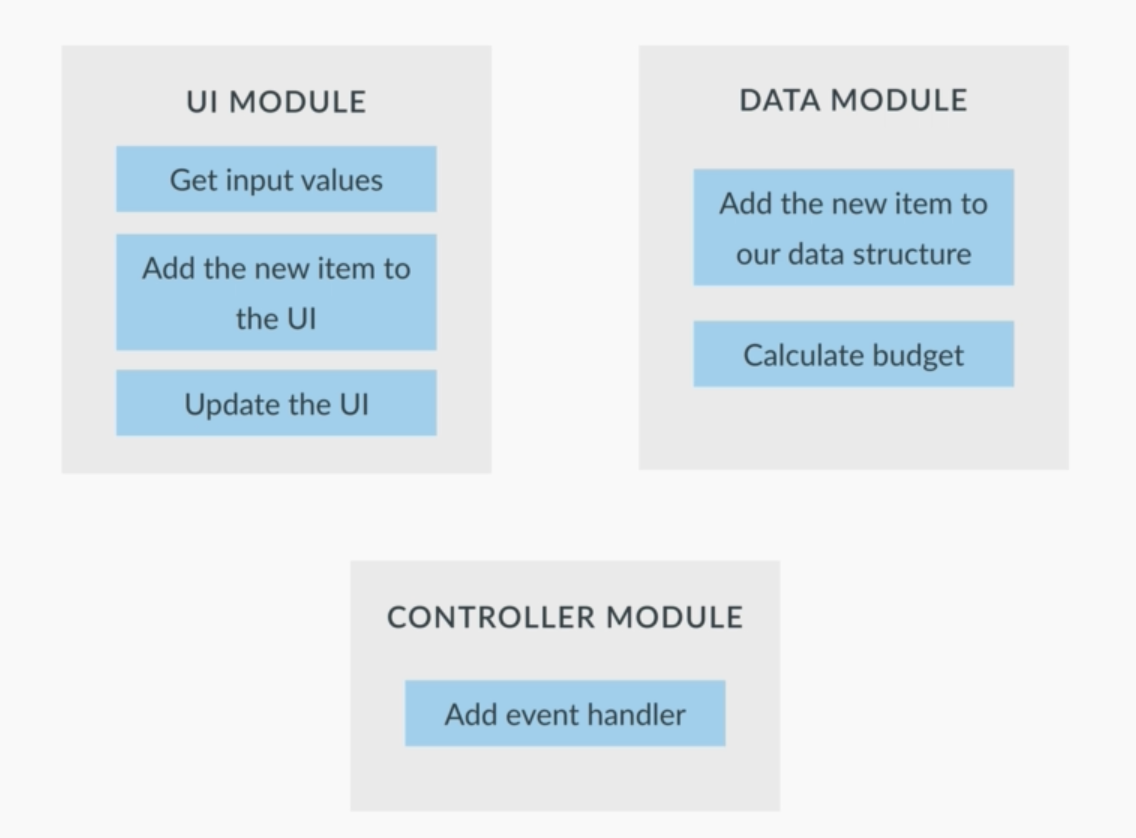 UI MODULE
Get input values
Add the new item to
the UI
Update the UI
DATA MODULE
Add the new item to
our data structure
Calculate budget
CONTROLLER MODULE
Add event handler